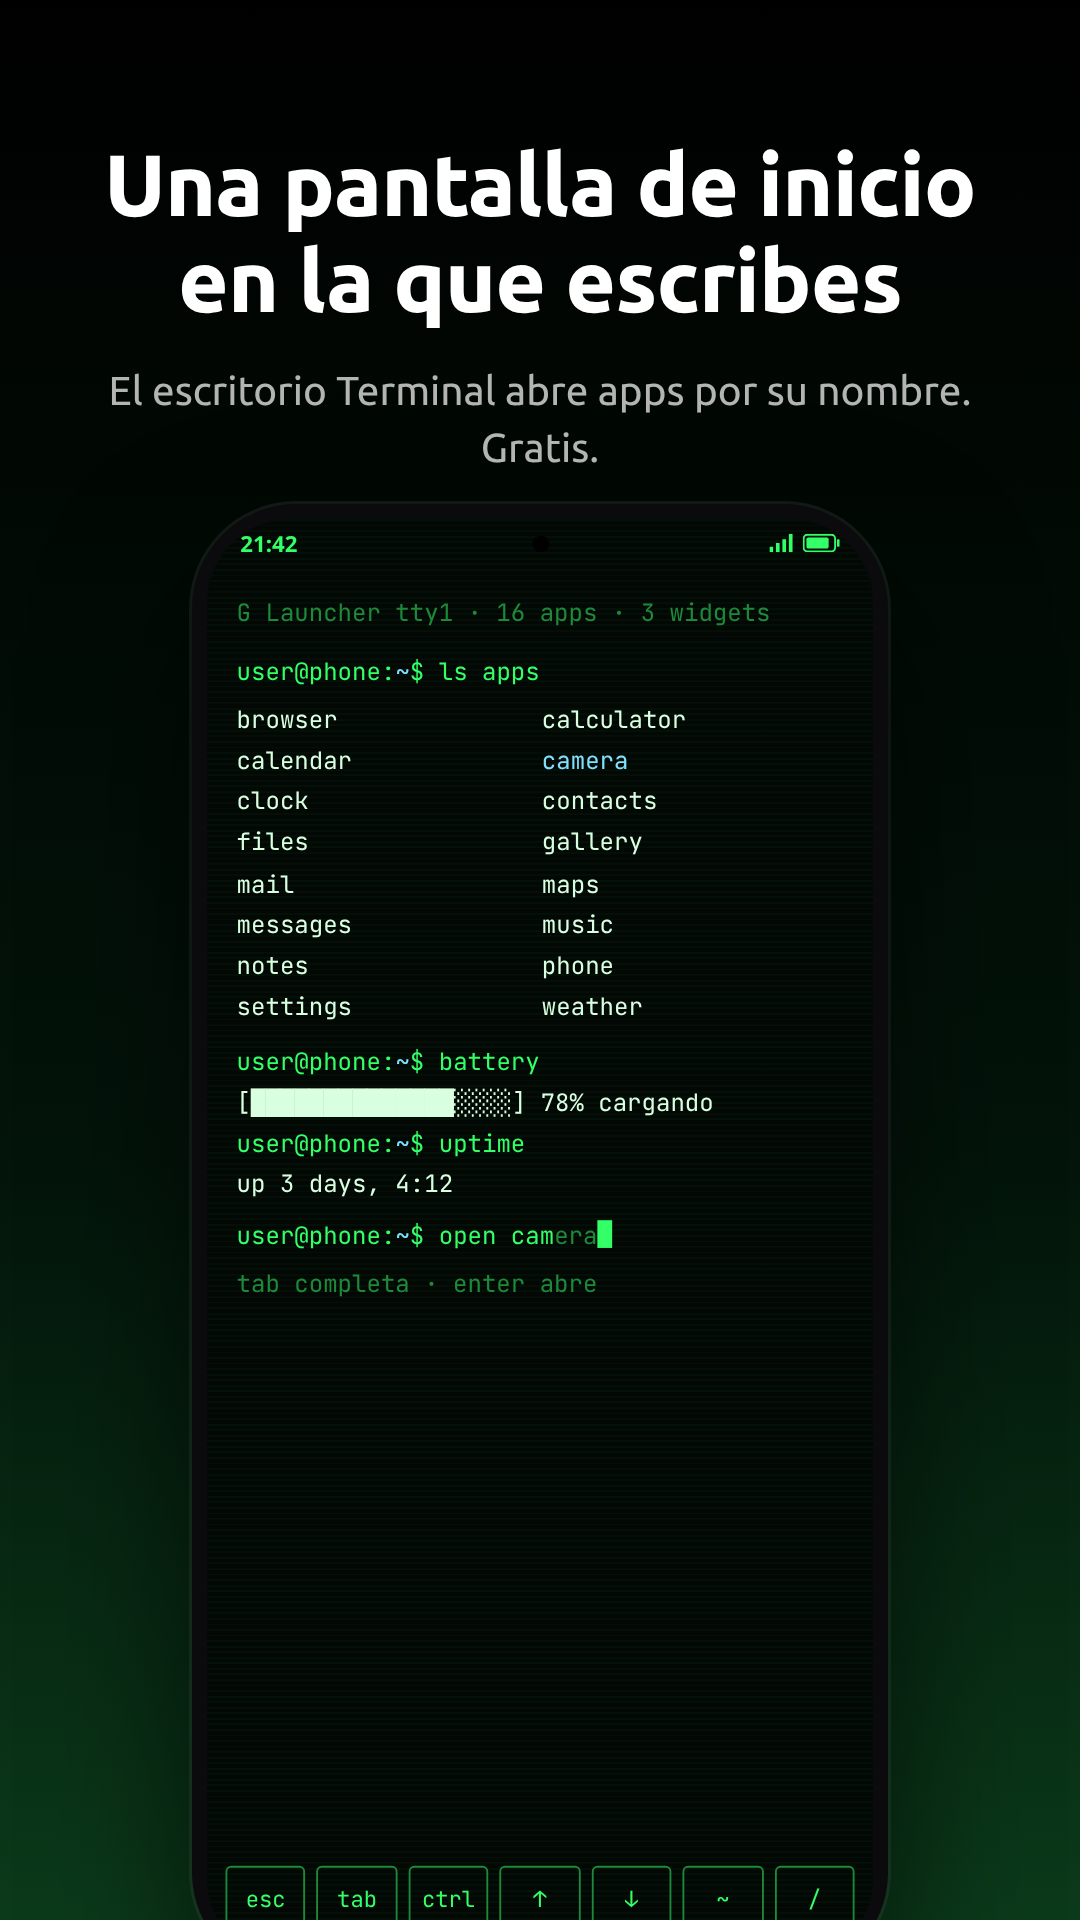 Una pantalla de inicio
en la que escribes
El escritorio Terminal abre apps por su nombre.
Gratis.
21:42
G Launcher tty1 · 16 apps · 3 widgets
user@phone:~$ ls apps
browser calculator
calendar camera
clock contacts
files gallery
mail maps
messages music
notes phone
settings weather
user@phone:~$ battery
[██████████████░░░░] 78% cargando
user@phone:~$ uptime
up 3 days, 4:12
user@phone:~$ open camera█
tab completa · enter abre
esc tab ctrl ↑ ↓ ~ /